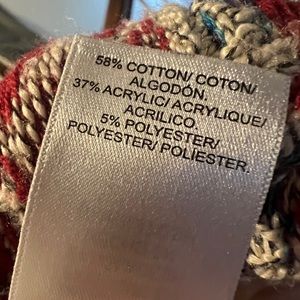 58% COTTON/ COTON/
ALGODÓN.
37% ACRYLIC/ ACRYLIQUE/
ACRILICO.
5% POLYESTER/
POLYESTER/ POLIESTER.